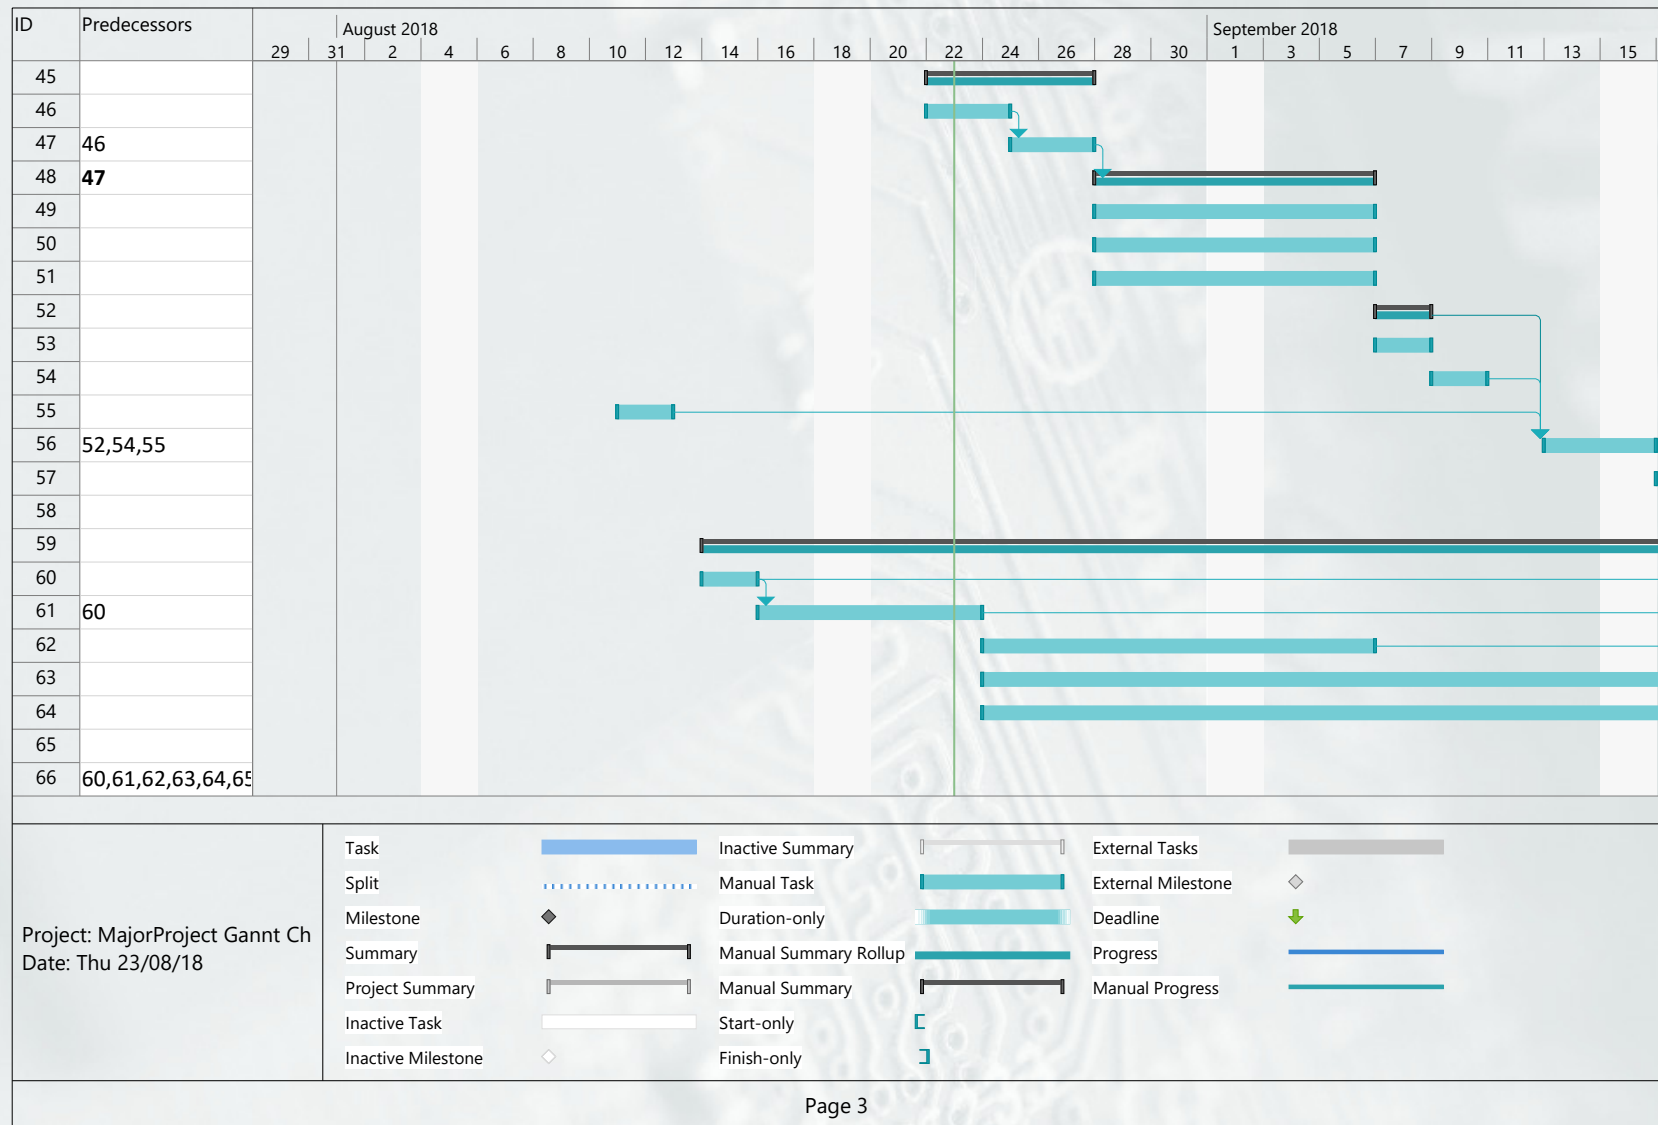 ID Predecessors August 2018 September 2018
29 31 2 4 6 8 10 12 14 16 18 20 22 24 26 28 30 1 3 5 7 9 11 13 15
45
46
47 46
48 47
49
50
51
52
53
54
55
56 52,54,55
57
58
59
60
61 60
62
63
64
65
66 60,61,62,63,64,65
Project: MajorProject Gannt Ch
Date: Thu 23/08/18
Task
Split
Milestone
Summary
Project Summary
Inactive Task
Inactive Milestone
Inactive Summary
Manual Task
Duration-only
Manual Summary Rollup
Manual Summary
Start-only
Finish-only
External Tasks
External Milestone
Deadline
Progress
Manual Progress
Page 3